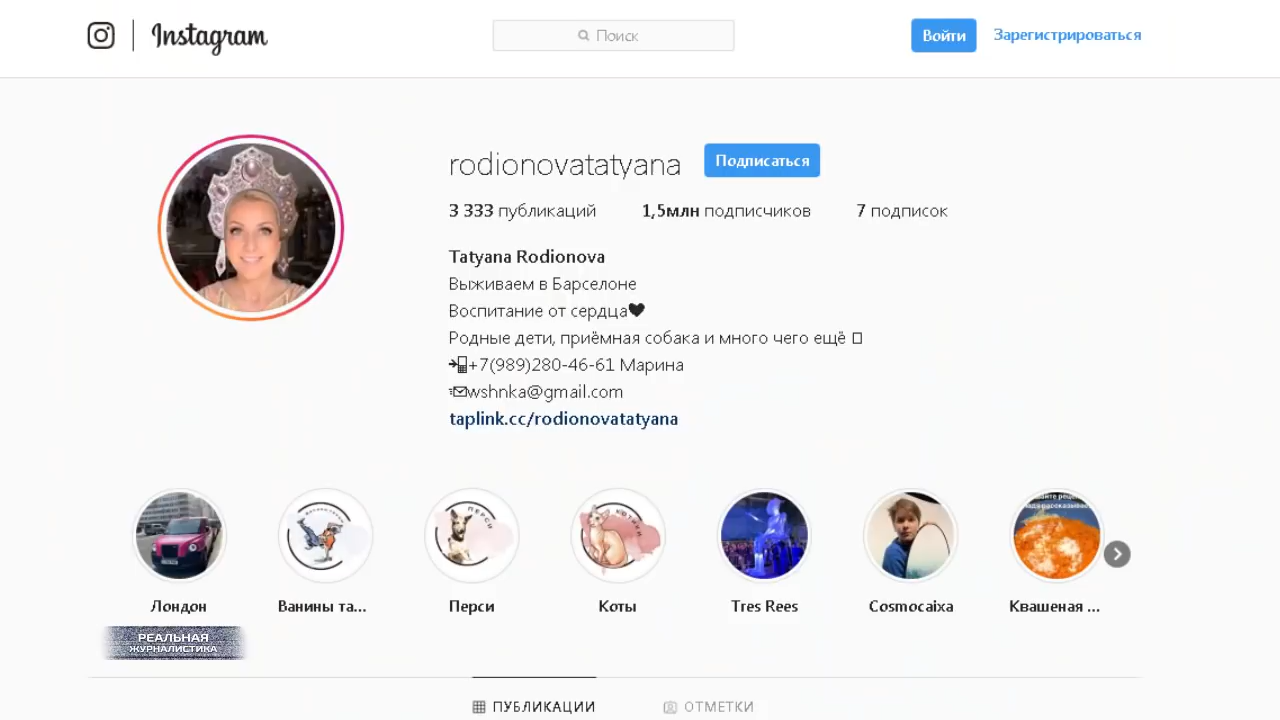 Instagram
Поиск
Войти
Зарегистрироваться
rodionovatatyana
Подписаться
3 333 публикаций 1,5млн подписчиков 7 подписок
Tatyana Rodionova
Выживаем в Барселоне
Воспитание от сердца🖤
Родные дети, приёмная собака и много чего ещё
📲+7(989)280-46-61 Марина
📨wshnka@gmail.com
taplink.cc/rodionovatatyana
ПЕРСИ
Лондон
Ванины та...
Перси
Коты
Tres Rees
Cosmocaixa
Квашеная ...
РЕАЛЬНАЯ
ЖУРНАЛИСТИКА
ПУБЛИКАЦИИ
ОТМЕТКИ